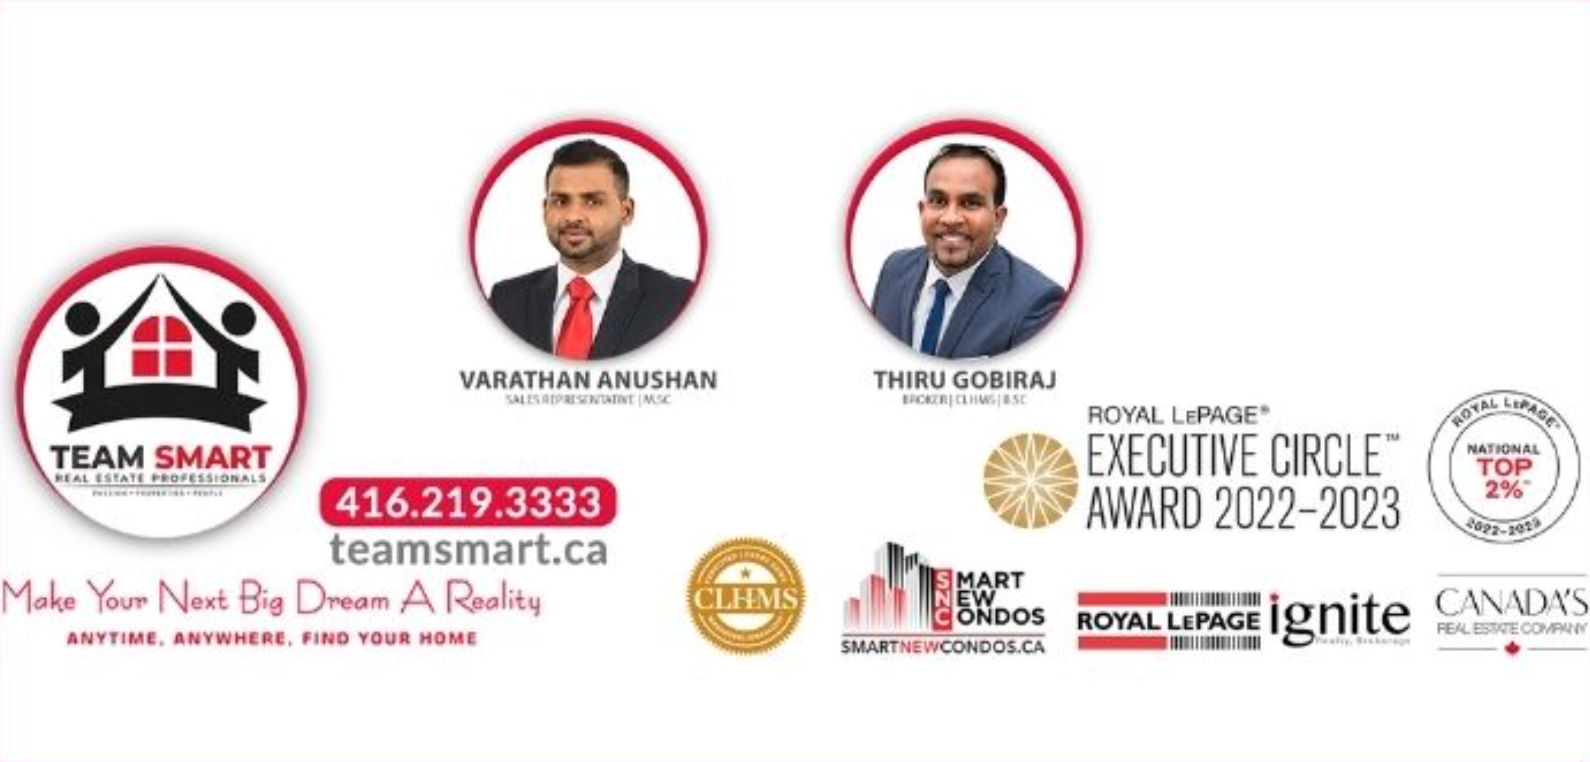 VARATHAN ANUSHAN
SALES REPRESENTATIVE | M.SC
THIRU GOBIRAJ
BROKER | CLHMS | B.SC
TEAM SMART
REAL ESTATE PROFESSIONALS
416.219.3333
teamsmart.ca
Make Your Next Big Dream A Reality
ANYTIME, ANYWHERE, FIND YOUR HOME
ROYAL LEPAGE®
EXECUTIVE CIRCLE™
AWARD 2022–2023
ROYAL LEPAGE
NATIONAL
TOP
2%™
2022–2023
CLHMS
SMART
NEW
CONDOS
SMARTNEWCONDOS.CA
ROYAL LEPAGE
ignite
Realty, Brokerage
CANADA'S
REAL ESTATE COMPANY